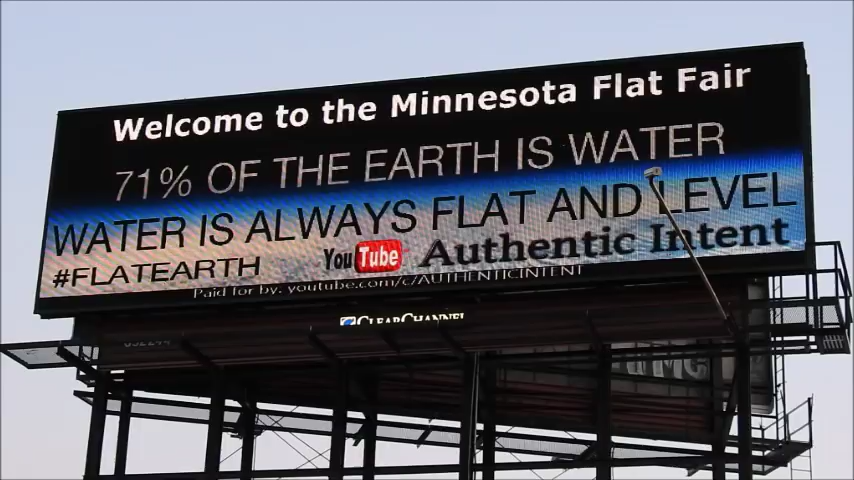 Welcome to the Minnesota Flat Fair
71% OF THE EARTH IS WATER
WATER IS ALWAYS FLAT AND LEVEL
#FLATEARTH YouTube Authentic Intent
Paid for by: youtube.com/c/AUTHENTICINTENT
CLEARCHANNEL